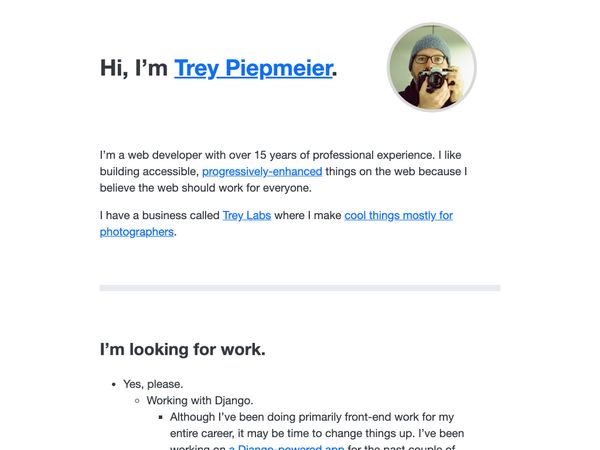 Hi, I’m Trey Piepmeier.
I’m a web developer with over 15 years of professional experience. I like
building accessible, progressively-enhanced things on the web because I
believe the web should work for everyone.
I have a business called Trey Labs where I make cool things mostly for
photographers.
I’m looking for work.
• Yes, please.
◦ Working with Django.
▪ Although I’ve been doing primarily front-end work for my
entire career, it may be time to change things up. I’ve been
working on a Django-powered app for the past couple of